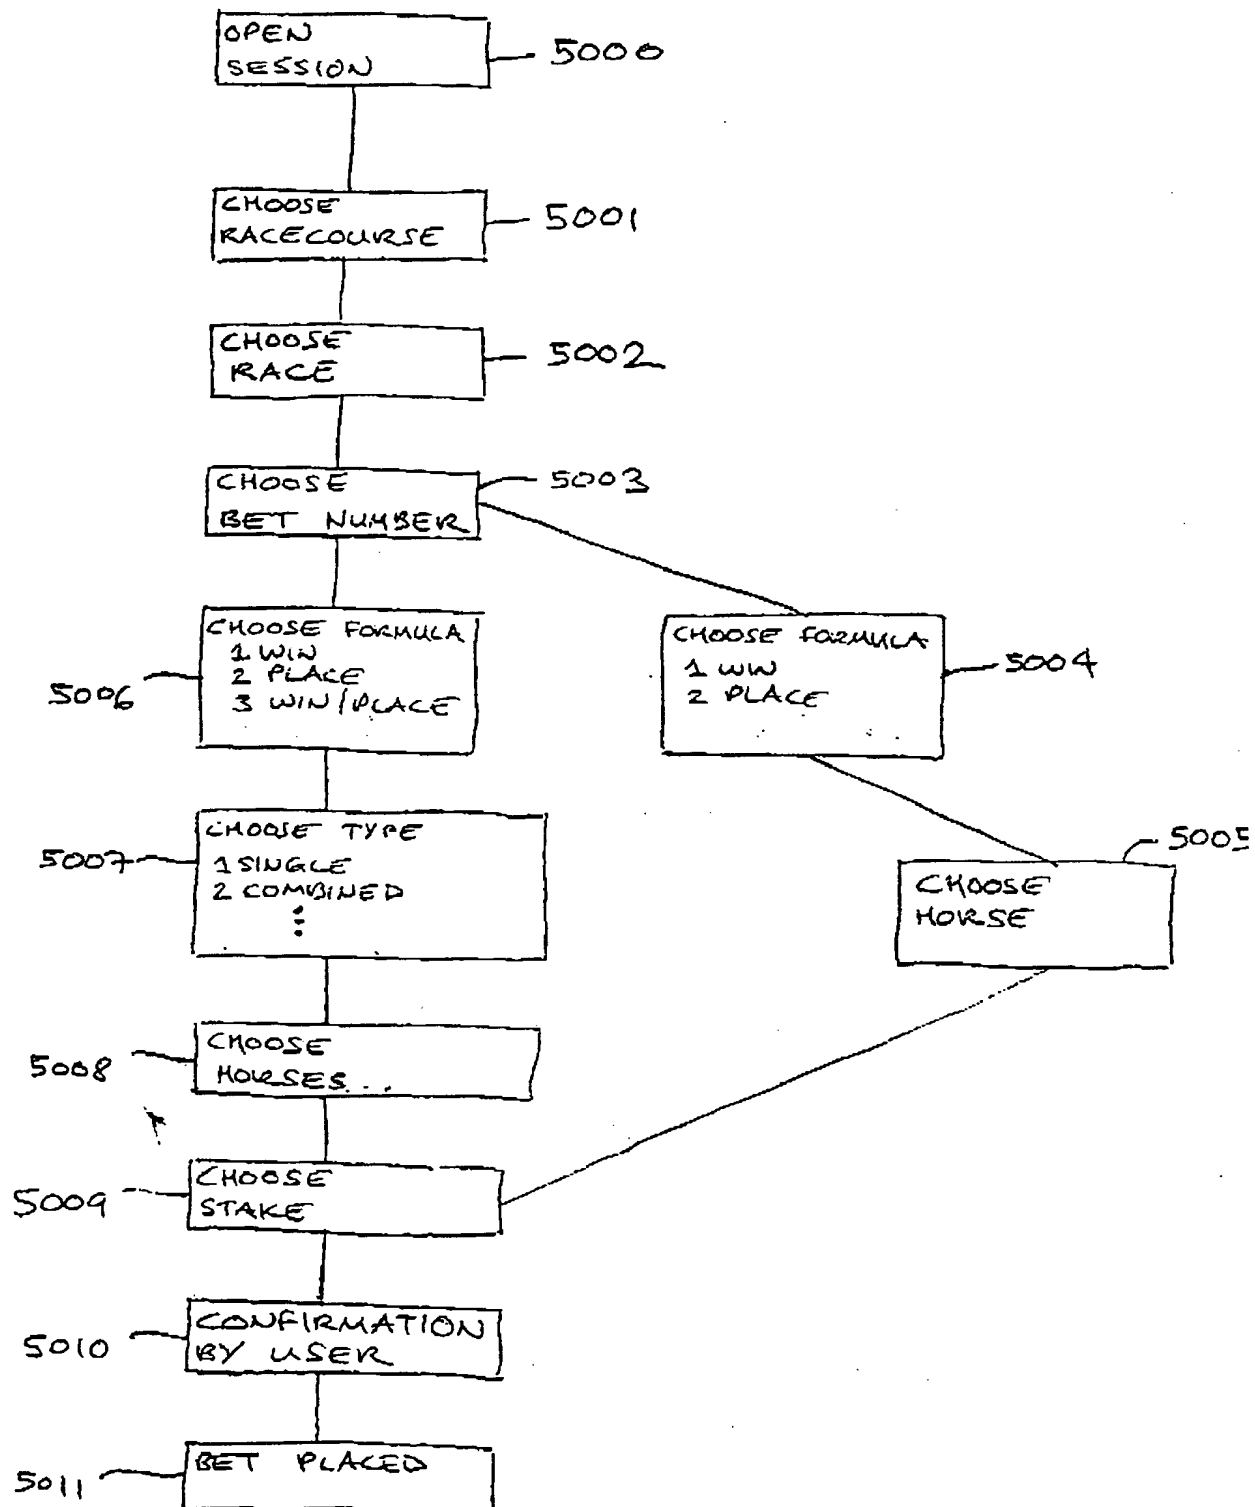 OPEN
SESSION
5000
CHOOSE
RACECOURSE
5001
CHOOSE
RACE
5002
CHOOSE
BET NUMBER
5003
CHOOSE FORMULA
1 WIN
2 PLACE
3 WIN/PLACE
5006
CHOOSE FORMULA
1 WIN
2 PLACE
5004
CHOOSE TYPE
1 SINGLE
2 COMBINED
5007
CHOOSE
HORSE
5005
CHOOSE
HORSES...
5008
CHOOSE
STAKE
5009
CONFIRMATION
BY USER
5010
BET PLACED
5011